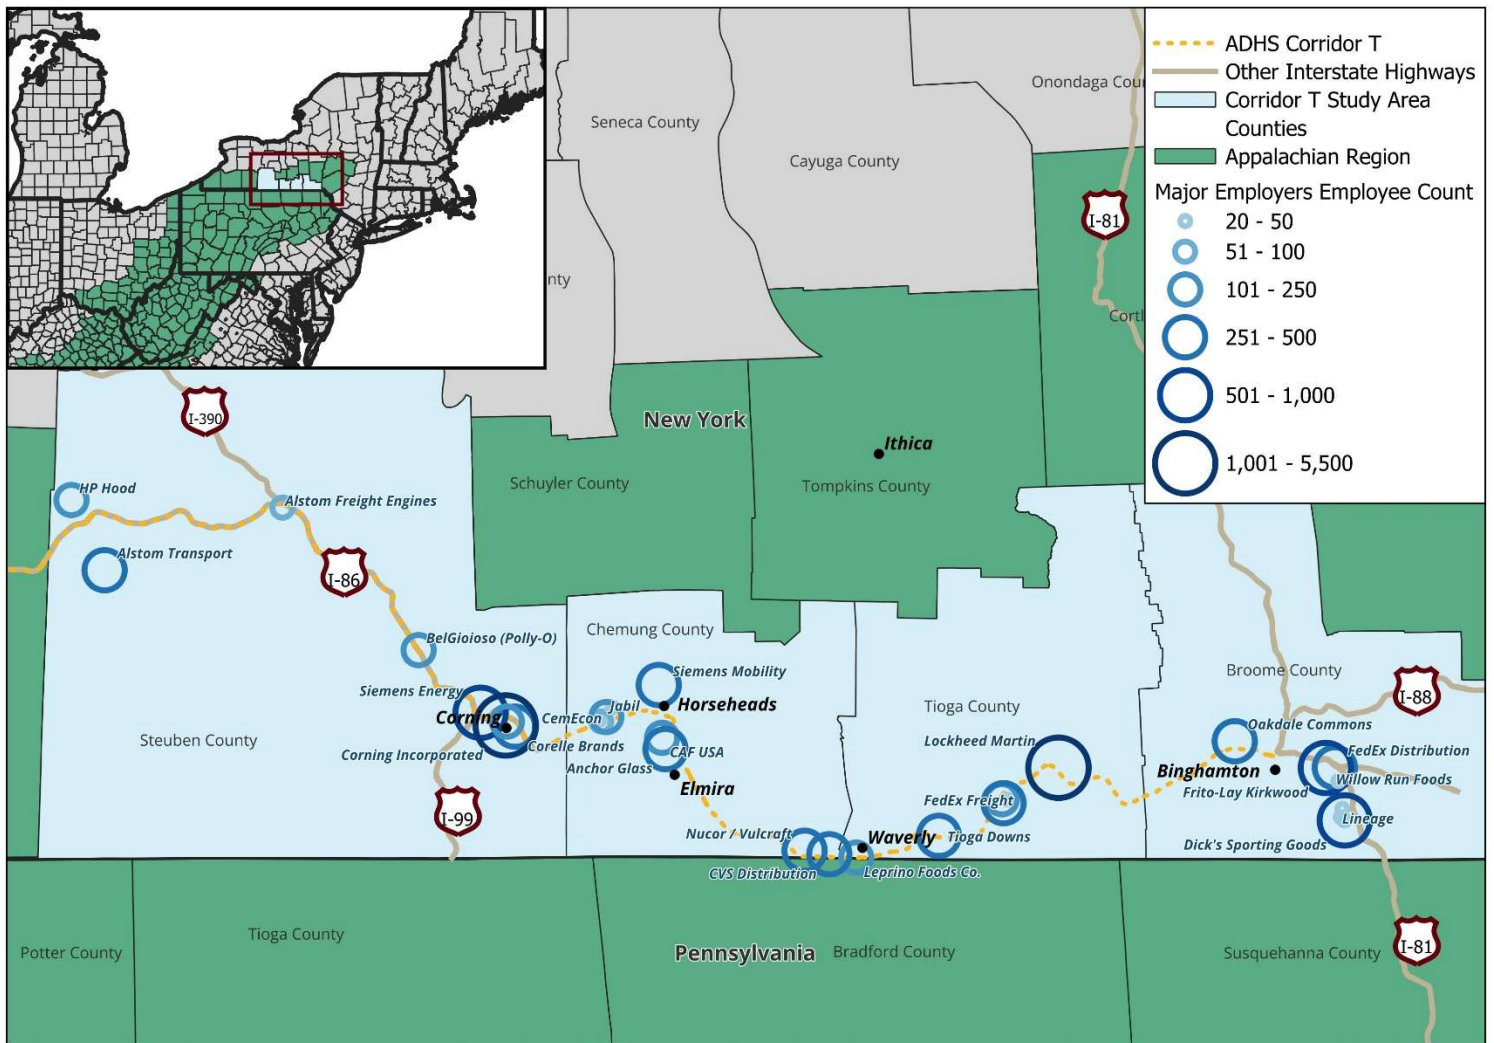 ADHS Corridor T
Other Interstate Highways
Corridor T Study Area
Counties
Appalachian Region
Major Employers Employee Count
20 - 50
51 - 100
101 - 250
251 - 500
501 - 1,000
1,001 - 5,500
Onondaga Cou
Seneca County
Cayuga County
I-81
nty
Cortl
I-390
New York
Ithica
Schuyler County
Tompkins County
HP Hood
Alstom Freight Engines
Alstom Transport
I-86
BelGioioso (Polly-O)
Chemung County
Siemens Mobility
Broome County
Siemens Energy
Jabil
Horseheads
Tioga County
I-88
Corning
CemEcon
Oakdale Commons
Steuben County
Corelle Brands
Lockheed Martin
Corning Incorporated
CAF USA
FedEx Distribution
Anchor Glass
Binghamton
Willow Run Foods
Elmira
Frito-Lay Kirkwood
FedEx Freight
I-99
Lineage
Nucor / Vulcraft
Waverly
Tioga Downs
Dick's Sporting Goods
CVS Distribution
Leprino Foods Co.
Potter County
Tioga County
Pennsylvania
Bradford County
Susquehanna County
I-81